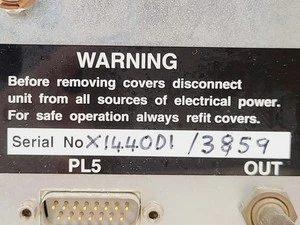 WARNING
Before removing covers disconnect
unit from all sources of electrical power.
For safe operation always refit covers.
Serial No X1440D1 /3859
PL5 OUT